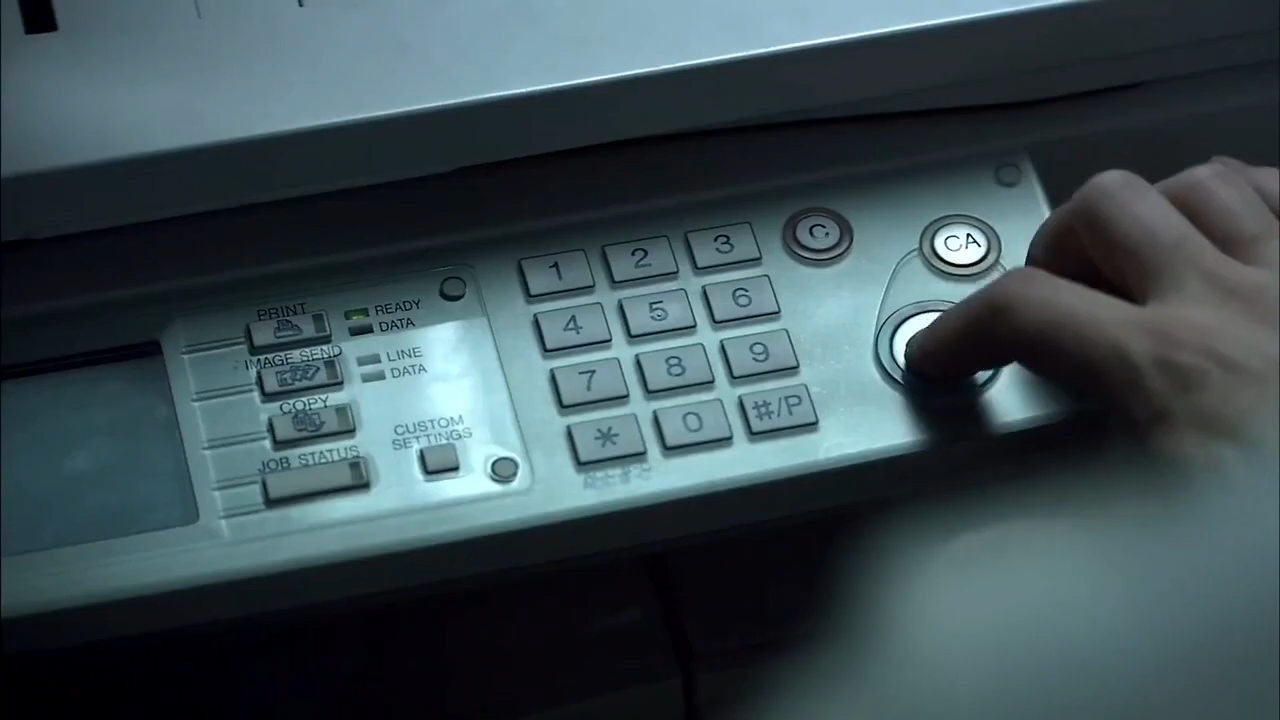 PRINT
READY
DATA
IMAGE SEND
LINE
DATA
COPY
CUSTOM
SETTINGS
JOB STATUS
1 2 3
4 5 6
7 8 9
* 0 #/P
C
CA